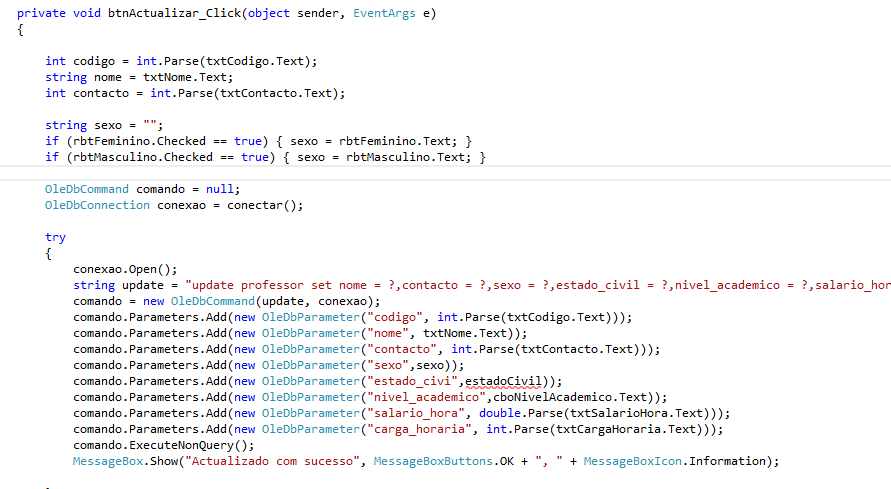 private void btnActualizar_Click(object sender, EventArgs e)
{
int codigo = int.Parse(txtCodigo.Text);
string nome = txtNome.Text;
int contacto = int.Parse(txtContacto.Text);
string sexo = "";
if (rbtFeminino.Checked == true) { sexo = rbtFeminino.Text; }
if (rbtMasculino.Checked == true) { sexo = rbtMasculino.Text; }
OleDbCommand comando = null;
OleDbConnection conexao = conectar();
try
{
conexao.Open();
string update = "update professor set nome = ?,contacto = ?,sexo = ?,estado_civil = ?,nivel_academico = ?,salario_hor
comando = new OleDbCommand(update, conexao);
comando.Parameters.Add(new OleDbParameter("codigo", int.Parse(txtCodigo.Text)));
comando.Parameters.Add(new OleDbParameter("nome", txtNome.Text));
comando.Parameters.Add(new OleDbParameter("contacto", int.Parse(txtContacto.Text)));
comando.Parameters.Add(new OleDbParameter("sexo",sexo));
comando.Parameters.Add(new OleDbParameter("estado_civi",estadoCivil));
comando.Parameters.Add(new OleDbParameter("nivel_academico",cboNivelAcademico.Text));
comando.Parameters.Add(new OleDbParameter("salario_hora", double.Parse(txtSalarioHora.Text)));
comando.Parameters.Add(new OleDbParameter("carga_horaria", int.Parse(txtCargaHoraria.Text)));
comando.ExecuteNonQuery();
MessageBox.Show("Actualizado com sucesso", MessageBoxButtons.OK + ", " + MessageBoxIcon.Information);